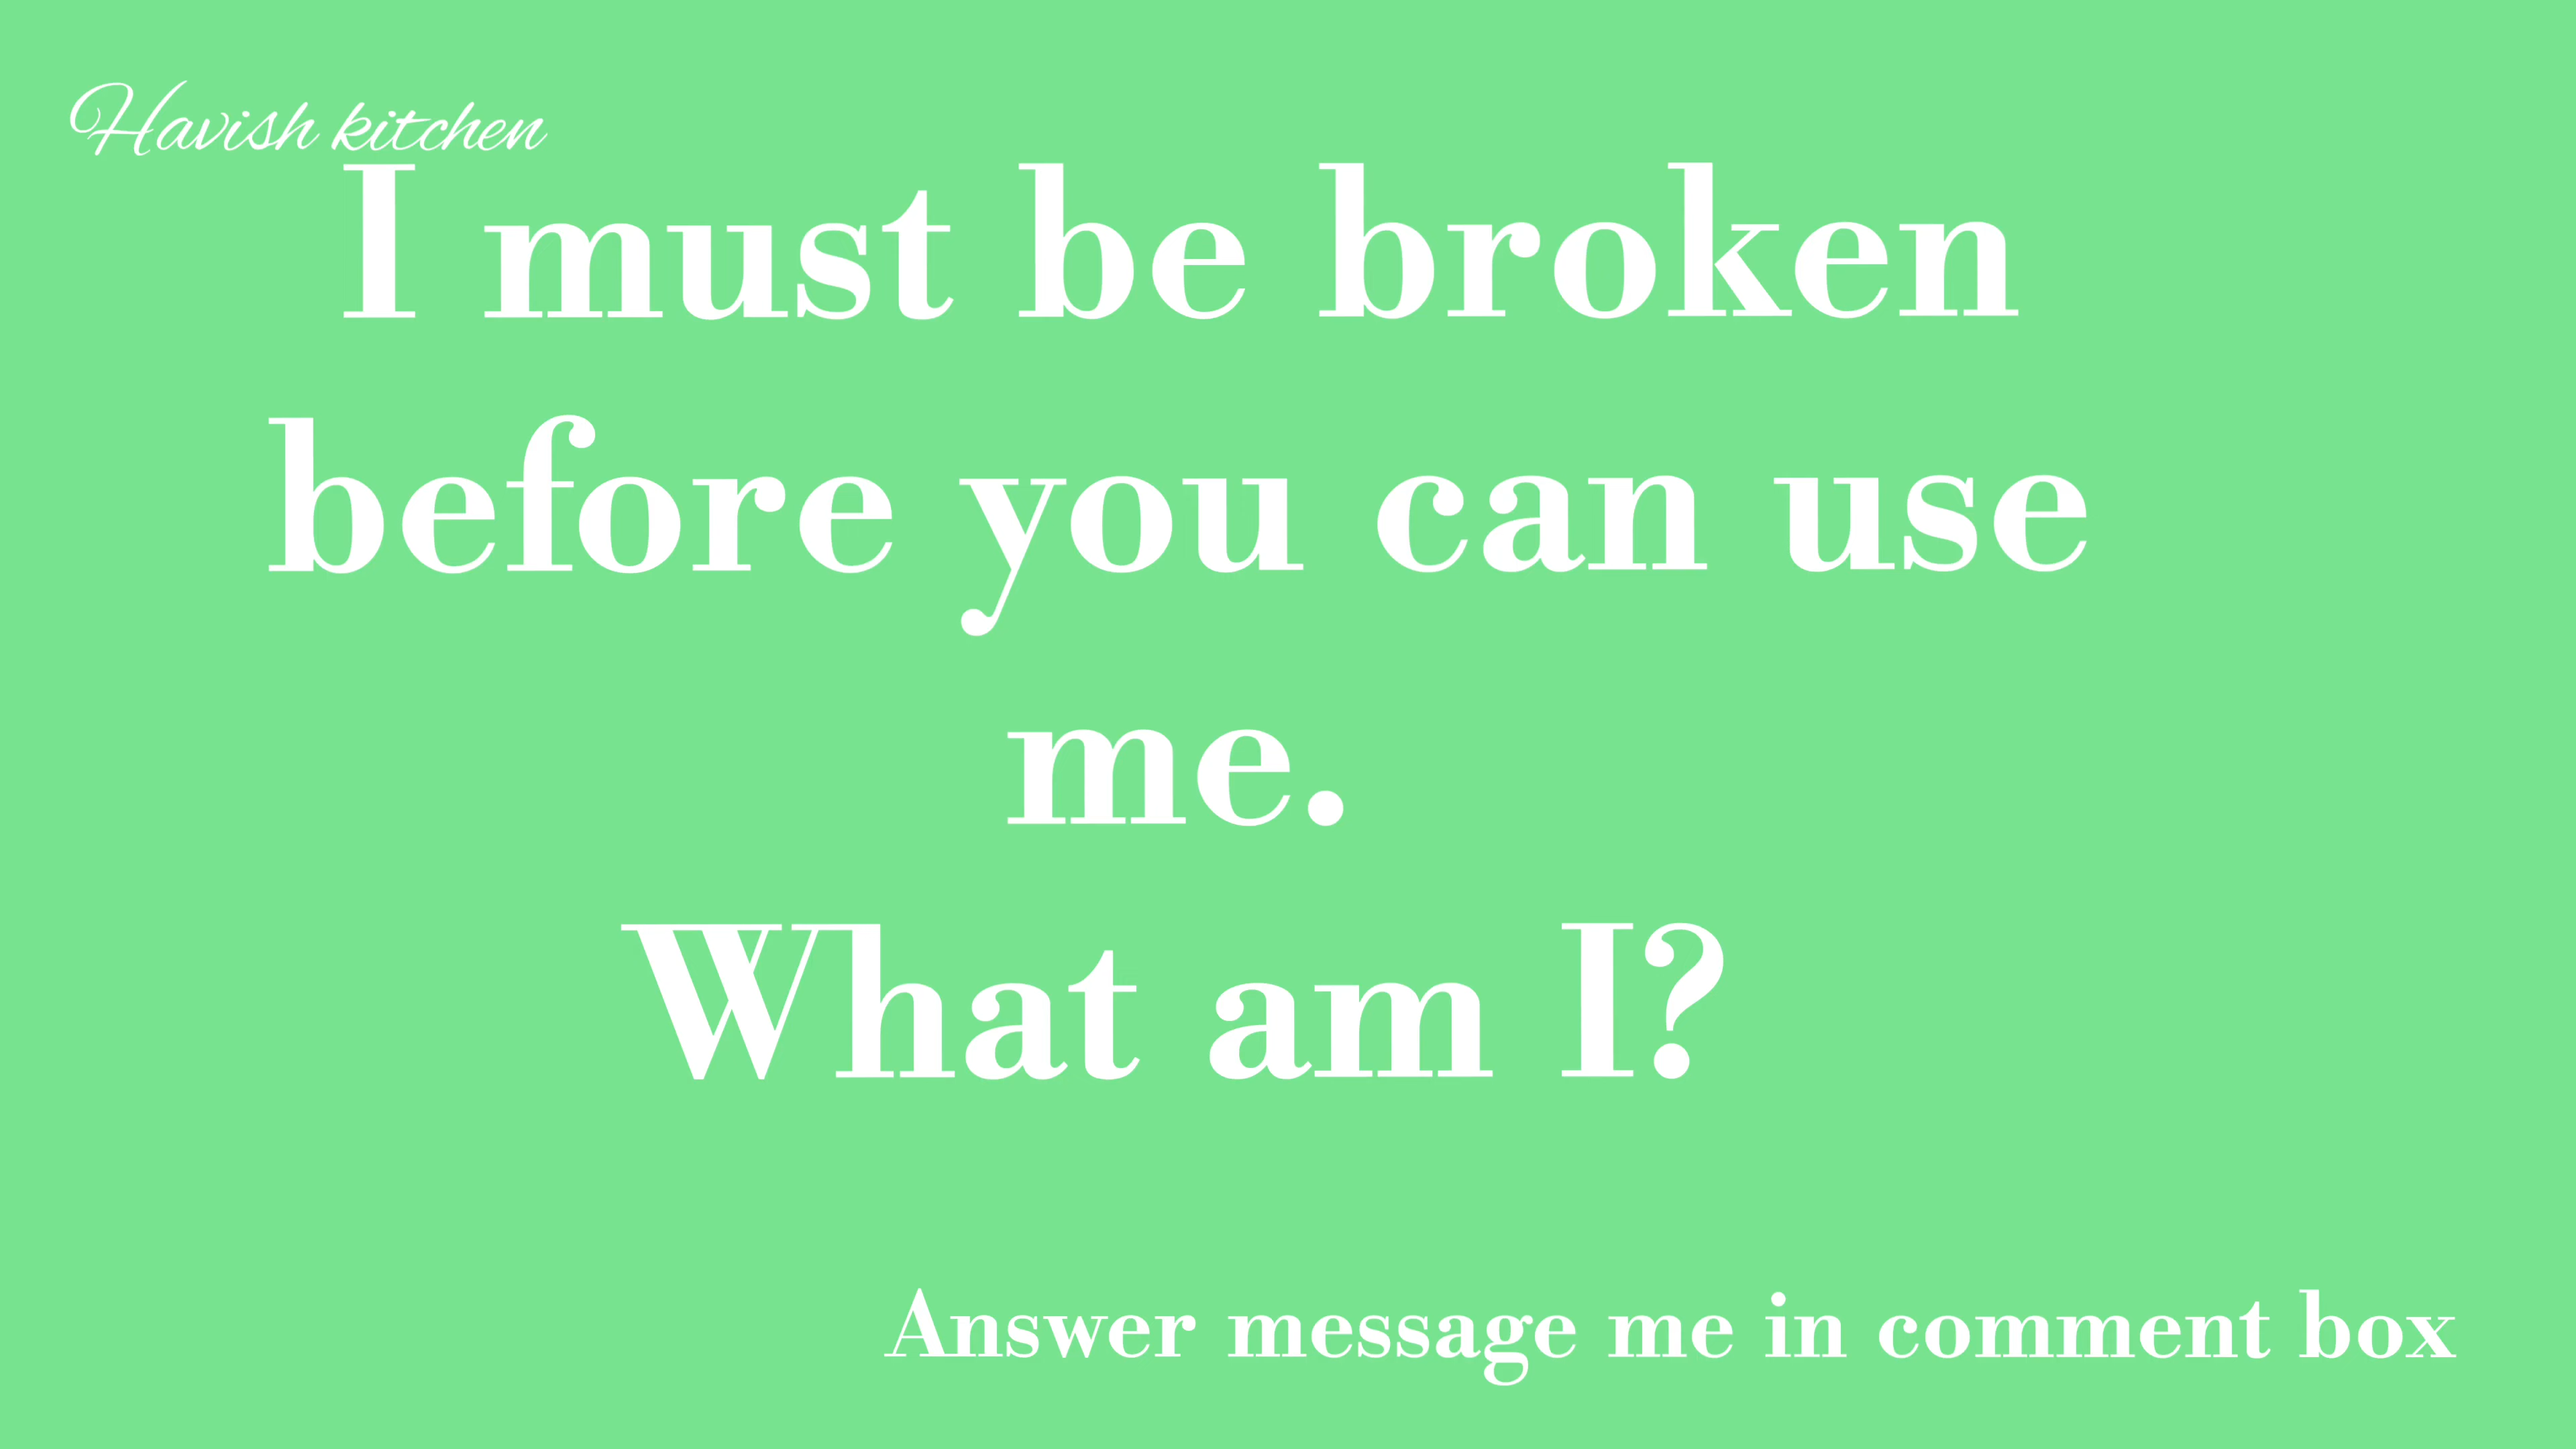 Havish kitchen
I must be broken
before you can use
me.
What am I?
Answer message me in comment box